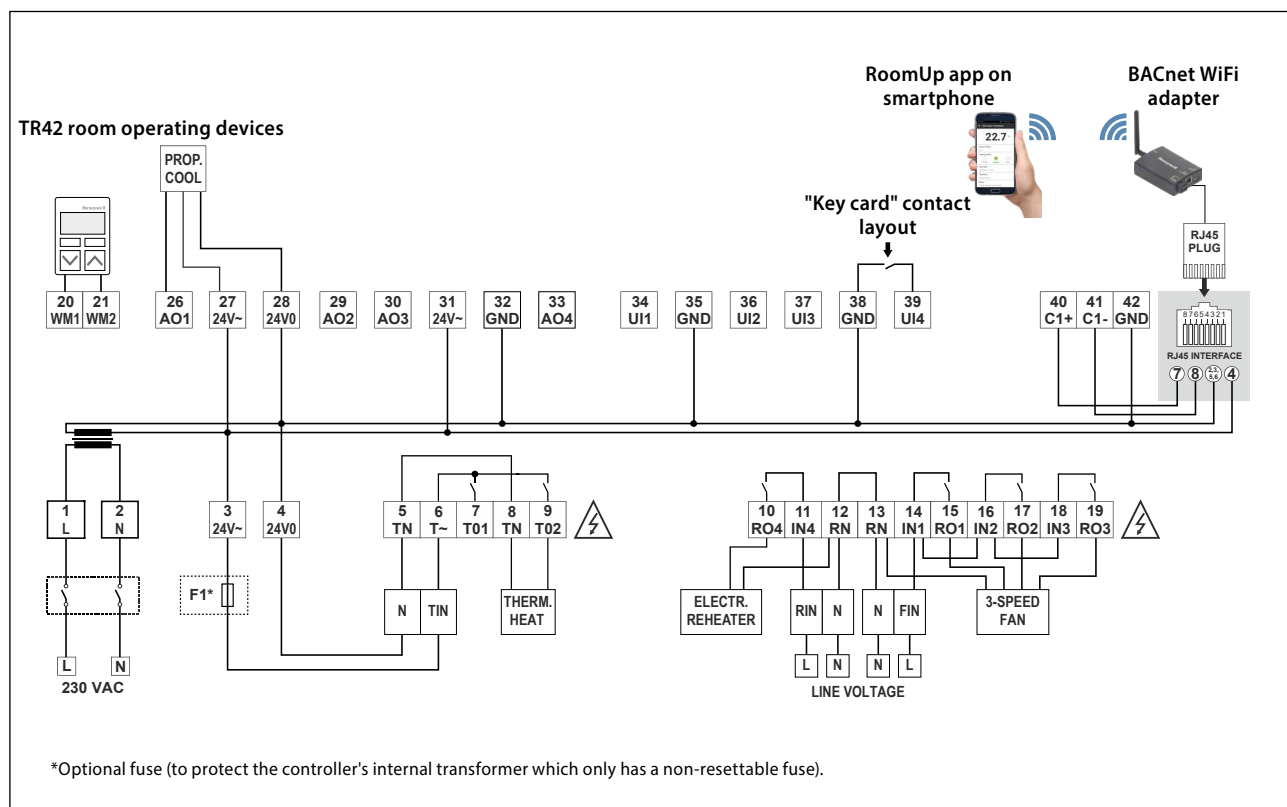 RoomUp app on
smartphone
BACnet WiFi
adapter
TR42 room operating devices
PROP.
COOL
22.7
"Key card" contact
layout
RJ45
PLUG
20
WM1
21
WM2
26
AO1
27
24V~
28
24V0
29
AO2
30
AO3
31
24V~
32
GND
33
AO4
34
UI1
35
GND
36
UI2
37
UI3
38
GND
39
UI4
40
C1+
41
C1-
42
GND
87654321
RJ45 INTERFACE
7
8
2,3,
5,6
4
1
L
2
N
3
24V~
4
24V0
5
TN
6
T~
7
T01
8
TN
9
T02
10
RO4
11
IN4
12
RN
13
RN
14
IN1
15
RO1
16
IN2
17
RO2
18
IN3
19
RO3
F1*
N
TIN
THERM.
HEAT
ELECTR.
REHEATER
RIN
N
N
FIN
3-SPEED
FAN
L
N
230 VAC
L
N
N
L
LINE VOLTAGE
*Optional fuse (to protect the controller's internal transformer which only has a non-resettable fuse).